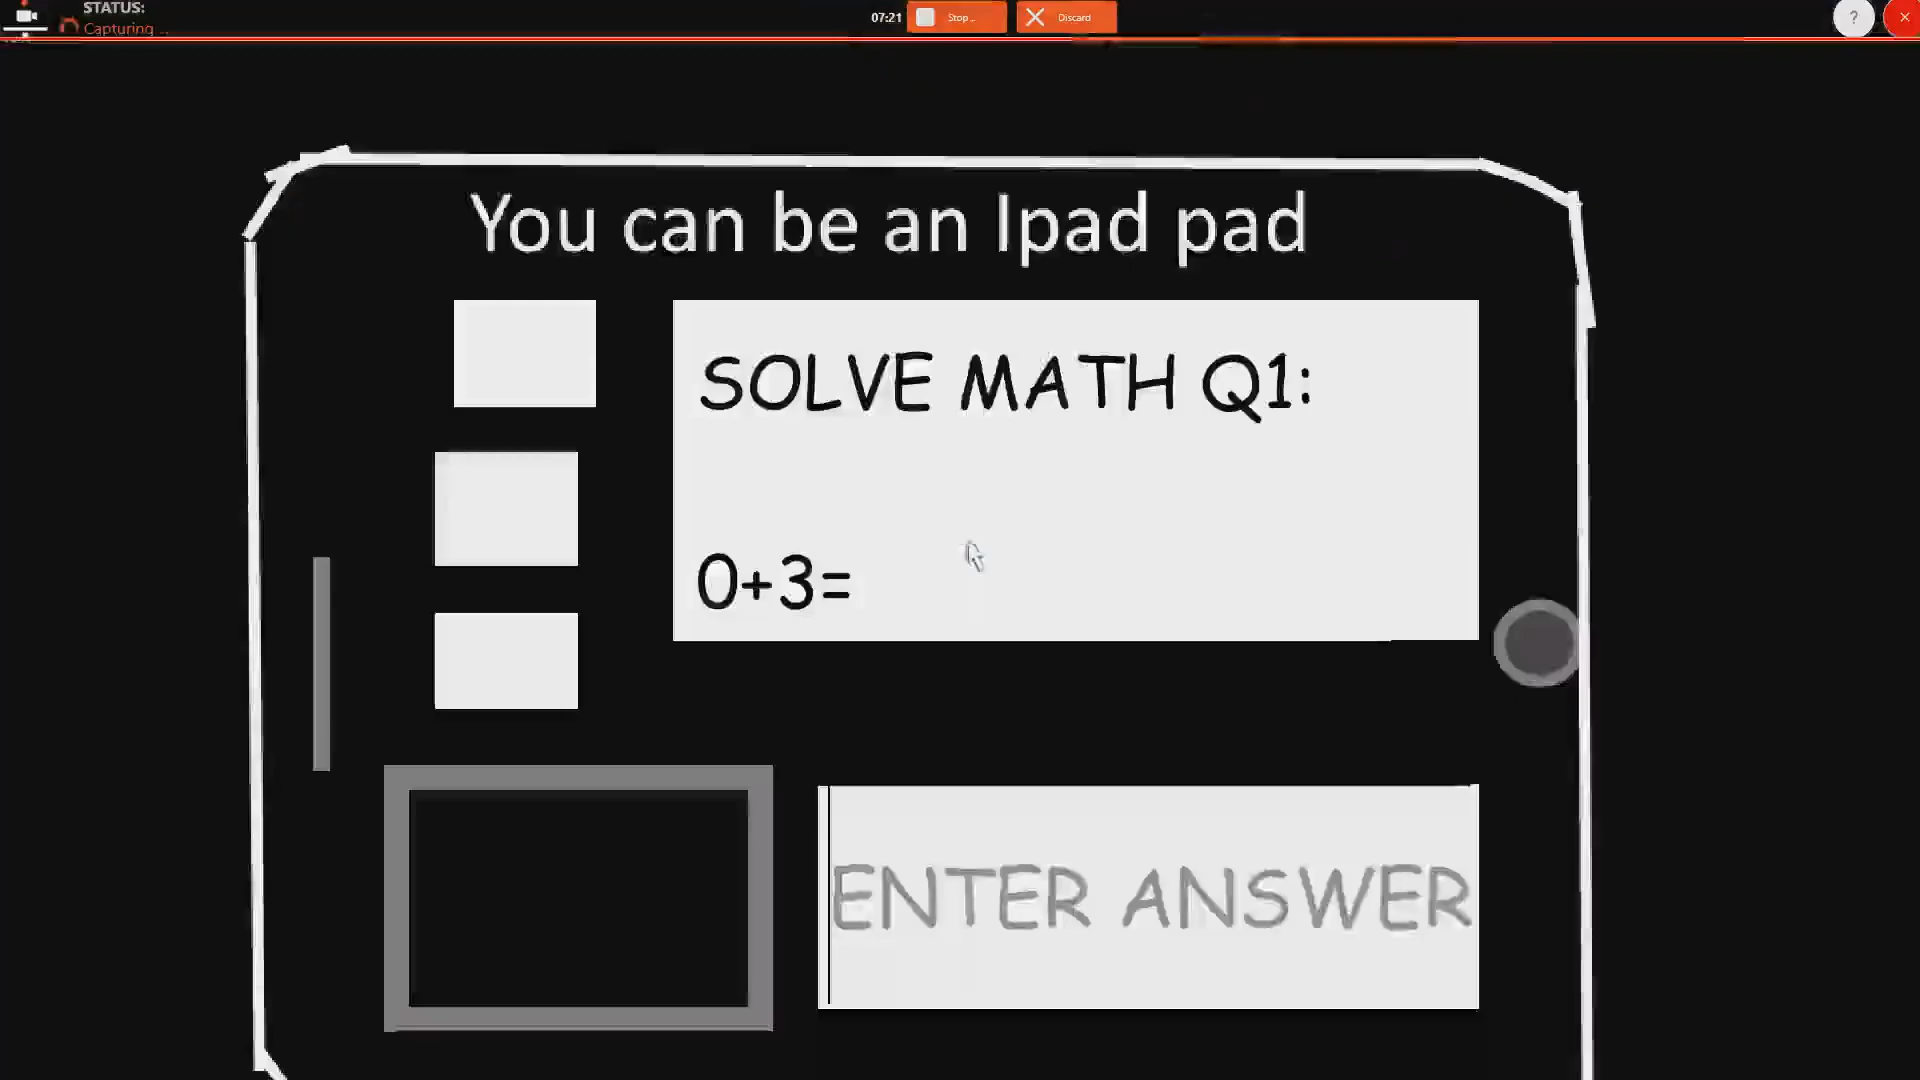 STATUS:
Capturing ...
07:21
Stop...
Discard
?
You can be an Ipad pad
SOLVE MATH Q1:
0+3=
ENTER ANSWER